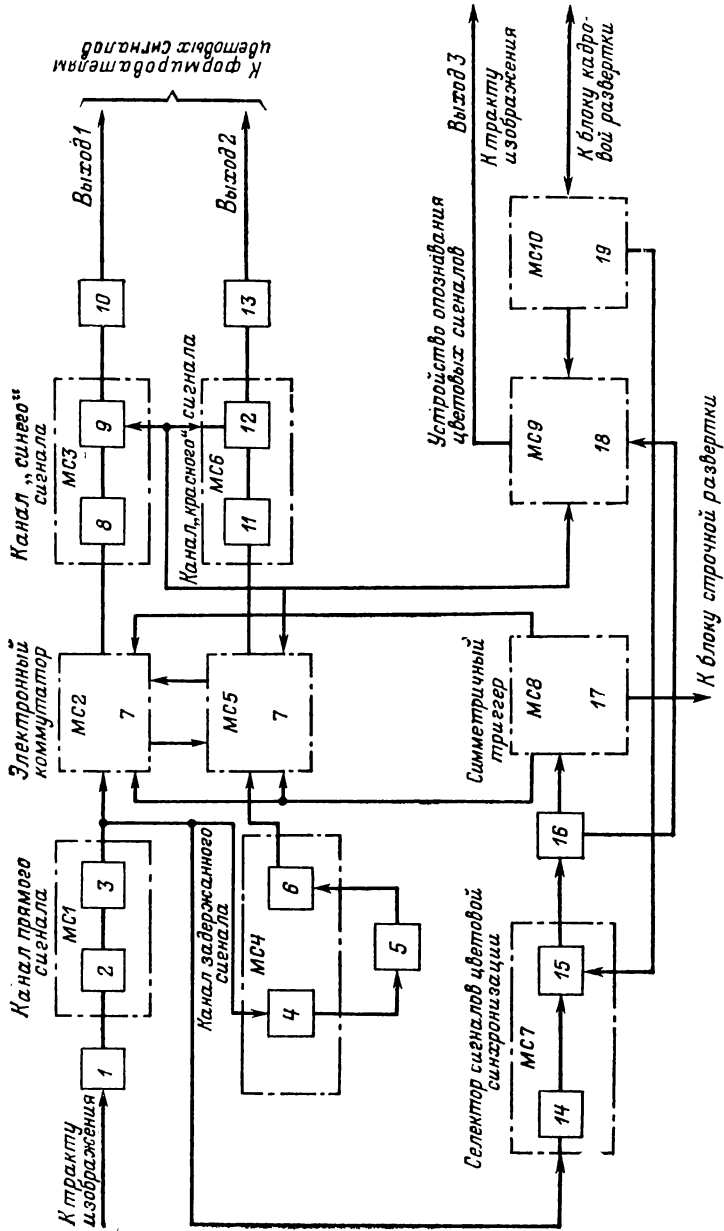 К тракту
изображения
1
Канал прямого
сигнала
МС1
2
3
Электронный
коммутатор
МС2
7
Канал „синего“
сигнала
МС3
8
9
10
Выход 1
К формирователям
цветовых сигналов
Канал задержанного
сигнала
МС4
4
6
5
МС5
7
Канал „красного“ сигнала
МС6
11
12
13
Выход 2
Селектор сигналов цветовой
синхронизации
МС7
14
15
16
Симметричный
триггер
МС8
17
К блоку строчной развертки
Устройство опознавания
цветовых сигналов
МС9
18
МС10
19
Выход 3
К тракту
изображения
К блоку кадро-
вой развертки